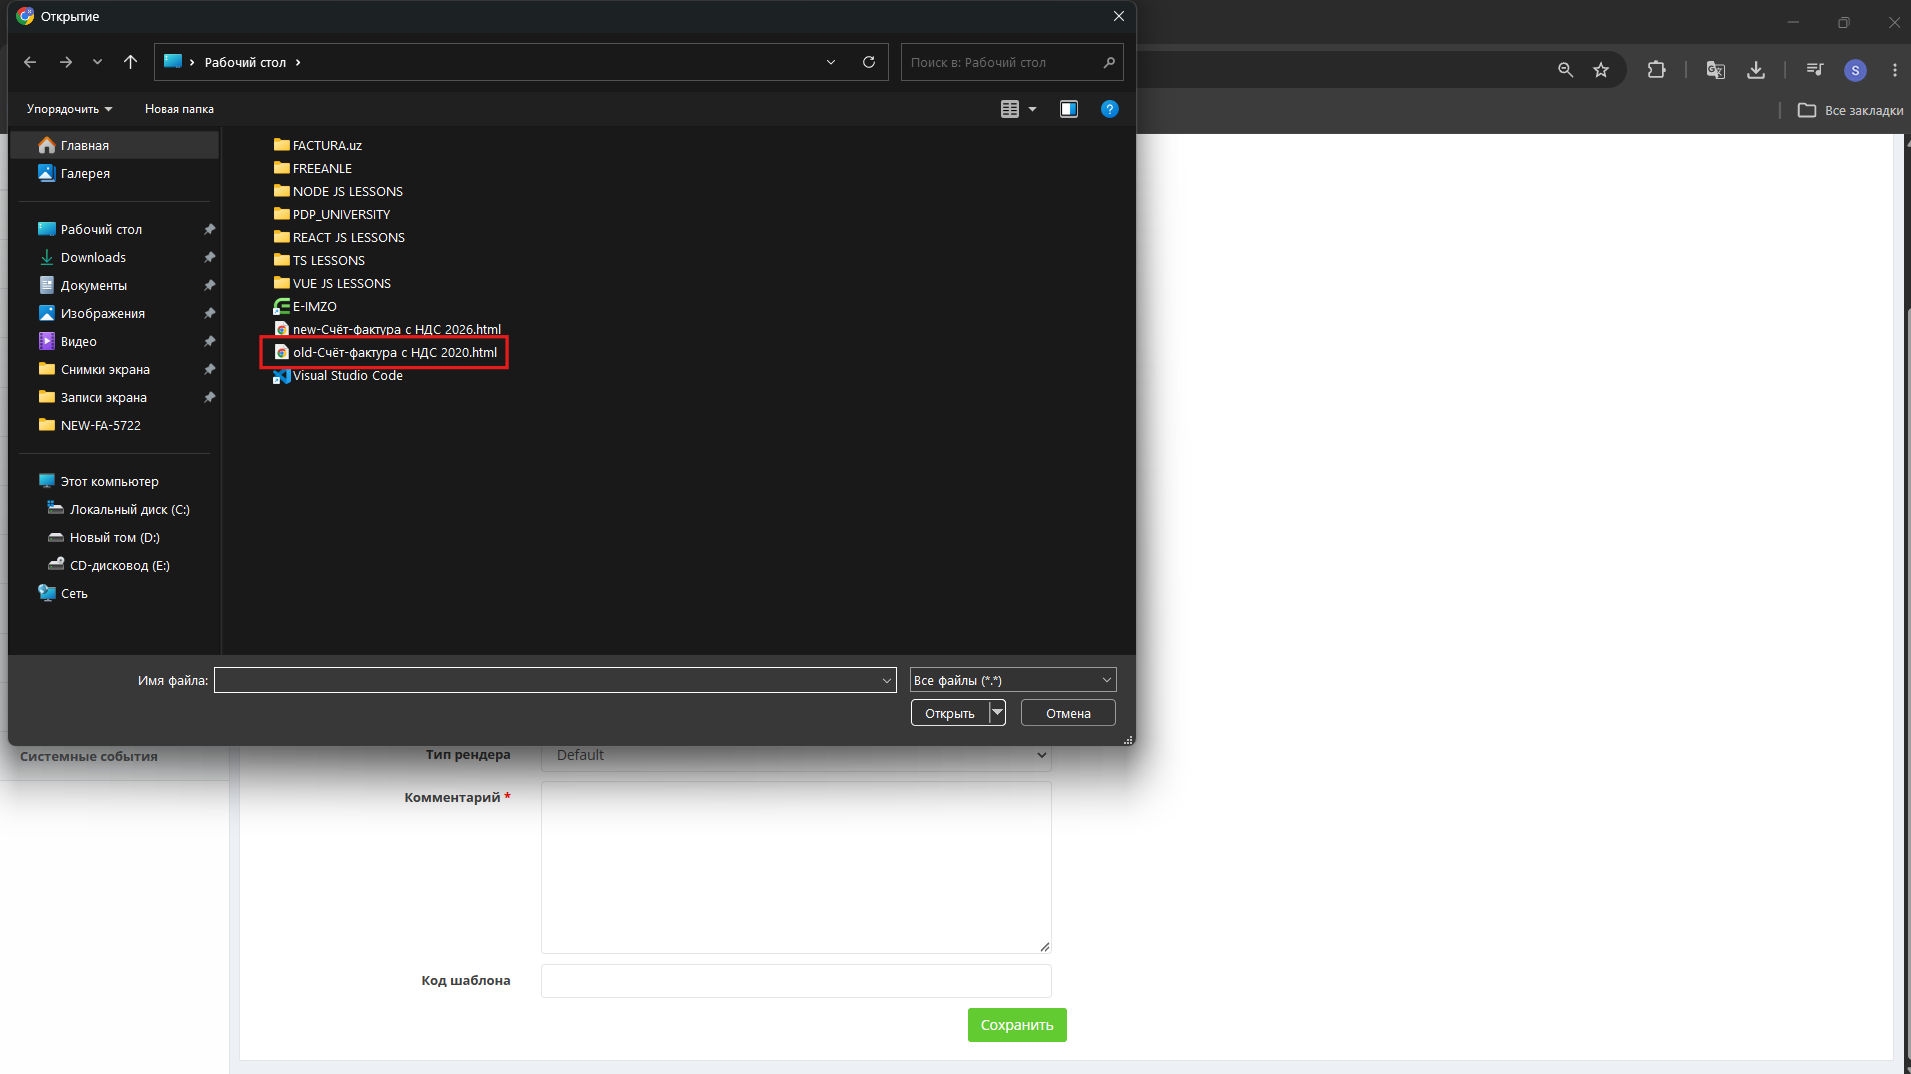 Открытие
Рабочий стол
Поиск в: Рабочий стол
Упорядочить
Новая папка
Все закладки
S
Главная
Галерея
Рабочий стол
Downloads
Документы
Изображения
Видео
Снимки экрана
Записи экрана
NEW-FA-5722
Этот компьютер
Локальный диск (C:)
Новый том (D:)
CD-дисковод (E:)
Сеть
FACTURA.uz
FREEANLE
NODE JS LESSONS
PDP_UNIVERSITY
REACT JS LESSONS
TS LESSONS
VUE JS LESSONS
E-IMZO
new-Счёт-фактура с НДС 2026.html
old-Счёт-фактура с НДС 2020.html
Visual Studio Code
Имя файла:
Все файлы (*.*)
Открыть
Отмена
Системные события
Тип рендера
Default
Комментарий *
Код шаблона
Сохранить